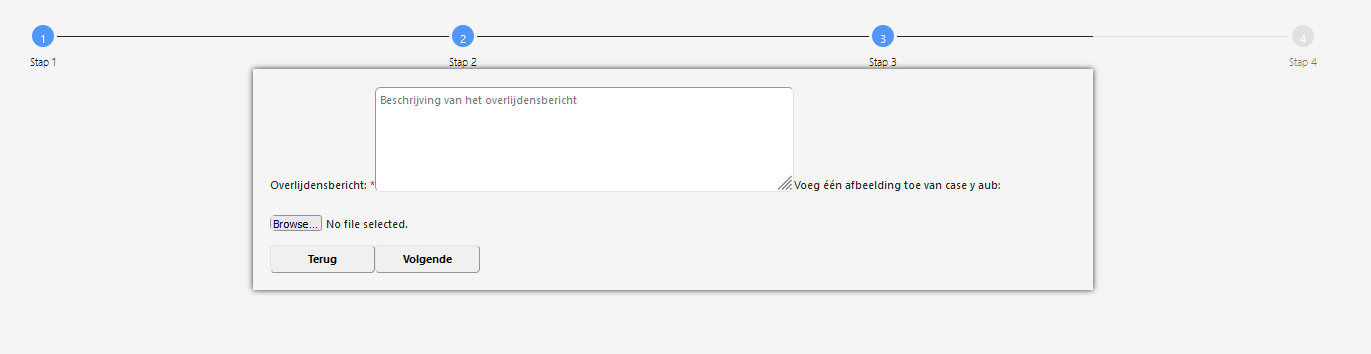 1 2 3 4
Stap 1 Stap 2 Stap 3 Stap 4
Beschrijving van het overlijdensbericht
Overlijdensbericht: * Voeg één afbeelding toe van case y aub:
Browse... No file selected.
Terug Volgende